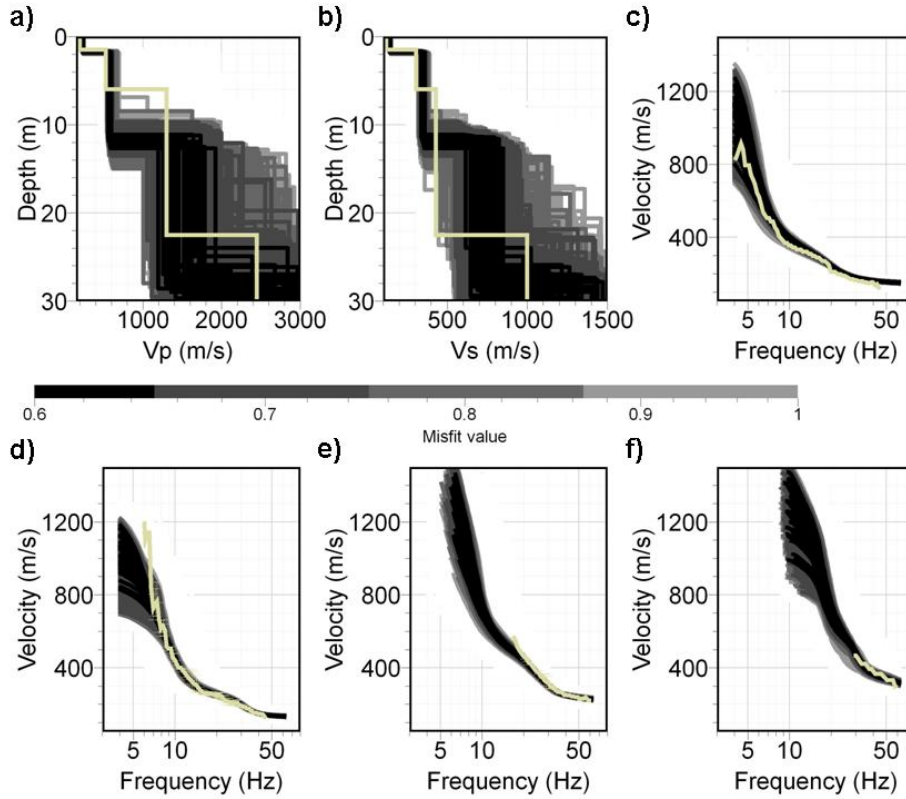 a) b) c)
0 0
10 10
20 20
30 30
Depth (m) Depth (m) Velocity (m/s)
1200
800
400
1000 2000 3000 500 1000 1500 5 10 50
Vp (m/s) Vs (m/s) Frequency (Hz)
0.6 0.7 0.8 0.9 1
Misfit value
d) e) f)
1200 1200 1200
800 800 800
400 400 400
Velocity (m/s) Velocity (m/s) Velocity (m/s)
5 10 50 5 10 50 5 10 50
Frequency (Hz) Frequency (Hz) Frequency (Hz)